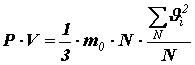 P · V = 1/3 · m₀ · N · ∑_N ϑᵢ² / N